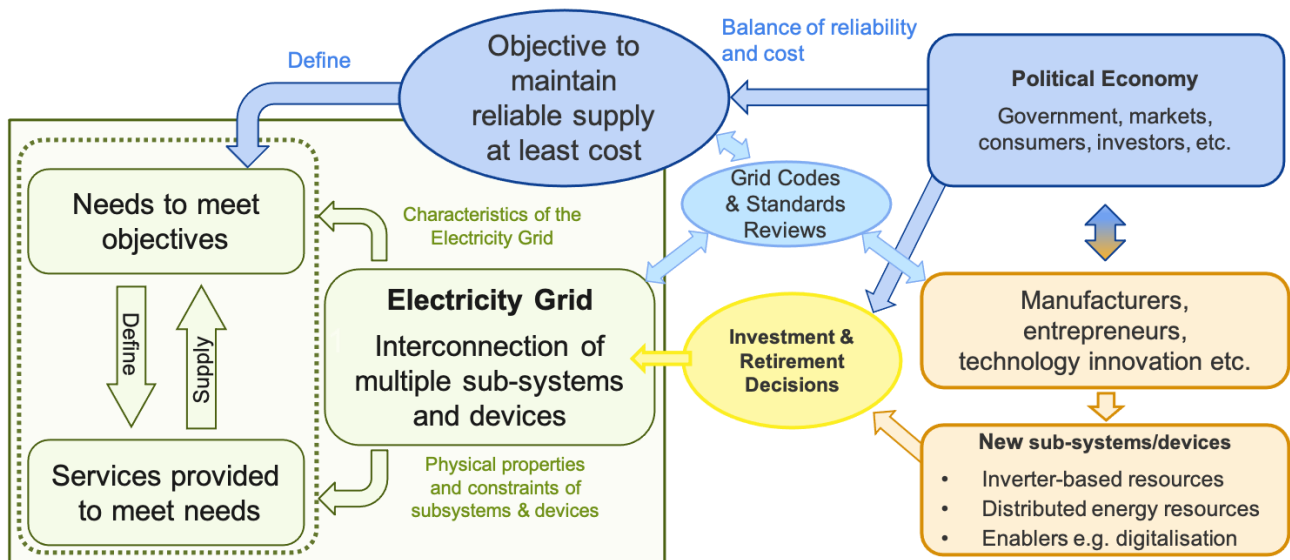 Define
Objective to
maintain
reliable supply
at least cost
Balance of reliability
and cost
Political Economy
Government, markets,
consumers, investors, etc.
Grid Codes
& Standards
Reviews
Needs to meet
objectives
Characteristics of the
Electricity Grid
Define
Supply
Electricity Grid
Interconnection of
multiple sub-systems
and devices
Investment &
Retirement
Decisions
Manufacturers,
entrepreneurs,
technology innovation etc.
Services provided
to meet needs
Physical properties
and constraints of
subsystems & devices
New sub-systems/devices
• Inverter-based resources
• Distributed energy resources
• Enablers e.g. digitalisation